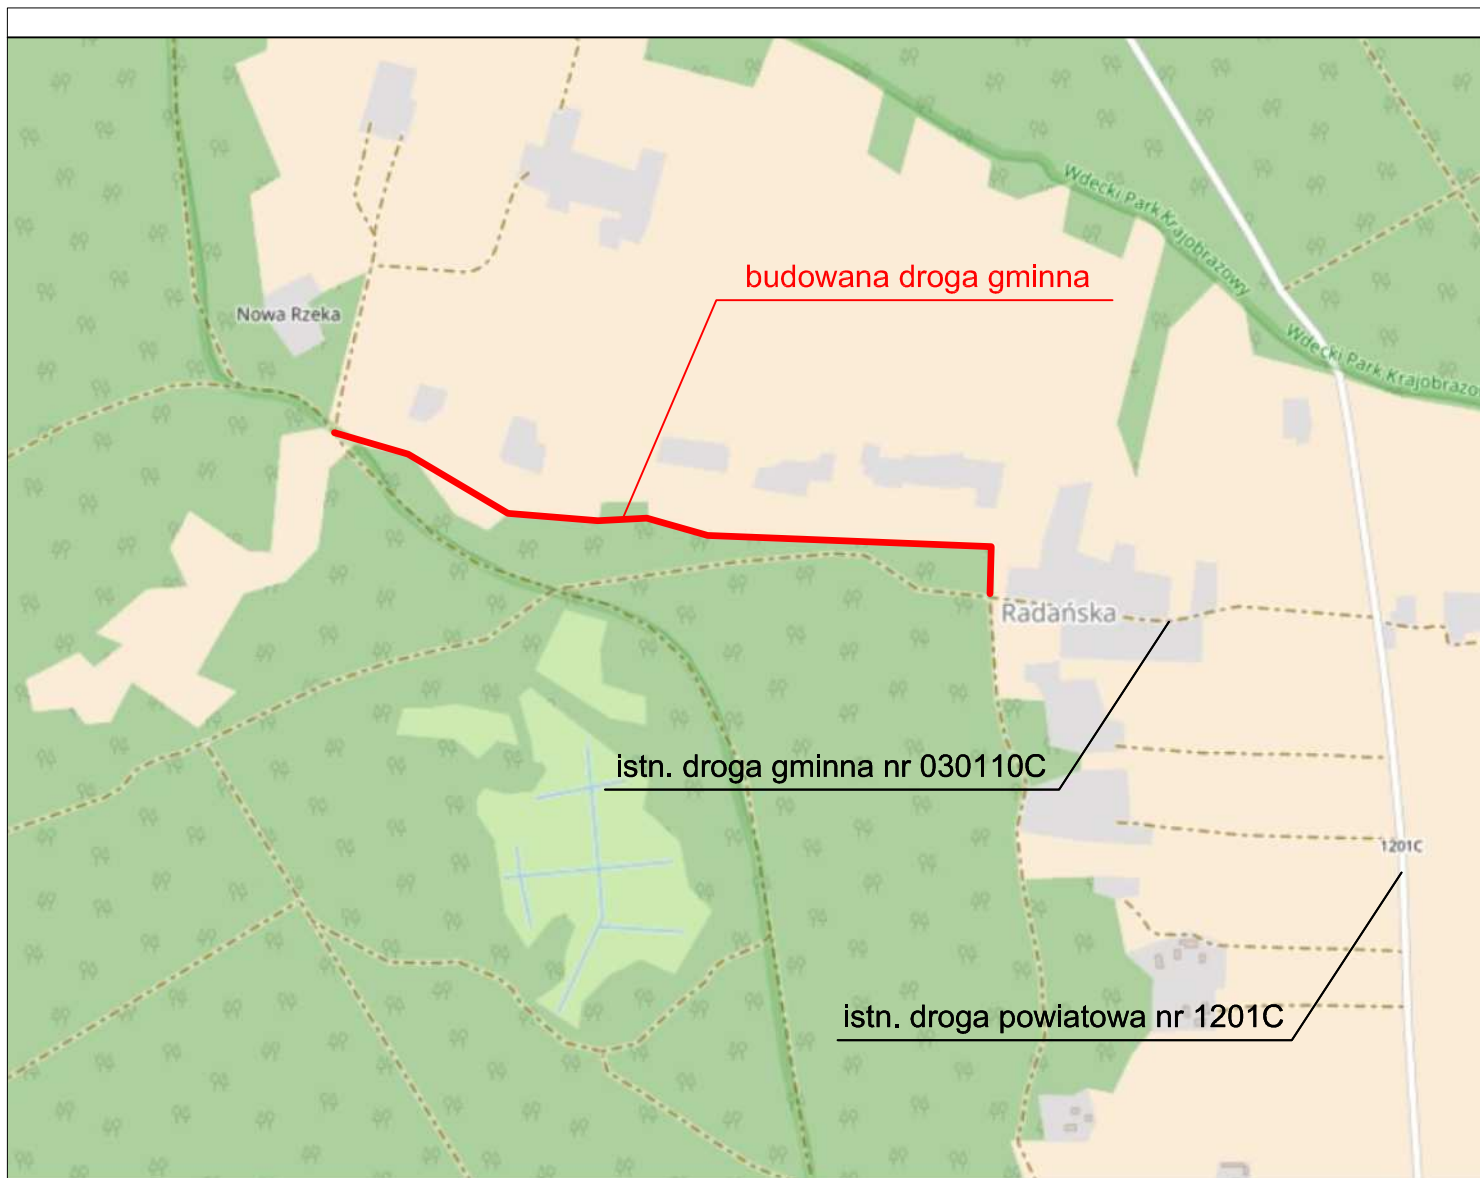 Wdecki Park Krajobrazowy
budowana droga gminna
Nowa Rzeka
Wdecki Park Krajobrazo
Radańska
istn. droga gminna nr 030110C
1201C
istn. droga powiatowa nr 1201C